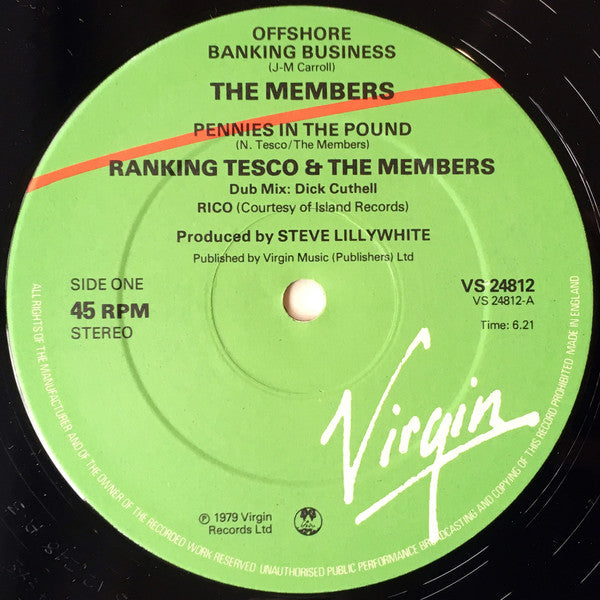 OFFSHORE
BANKING BUSINESS
(J-M Carroll)
THE MEMBERS
PENNIES IN THE POUND
(N. Tesco/The Members)
RANKING TESCO & THE MEMBERS
Dub Mix: Dick Cuthell
RICO (Courtesy of Island Records)
Produced by STEVE LILLYWHITE
Published by Virgin Music (Publishers) Ltd
SIDE ONE
45 RPM
STEREO
VS 24812
VS 24812-A
Time: 6.21
Virgin
℗ 1979 Virgin
Records Ltd
ALL RIGHTS OF THE MANUFACTURER AND OF THE OWNER OF THE RECORDED WORK RESERVED UNAUTHORISED PUBLIC PERFORMANCE BROADCASTING AND COPYING OF THIS RECORD PROHIBITED MADE IN ENGLAND